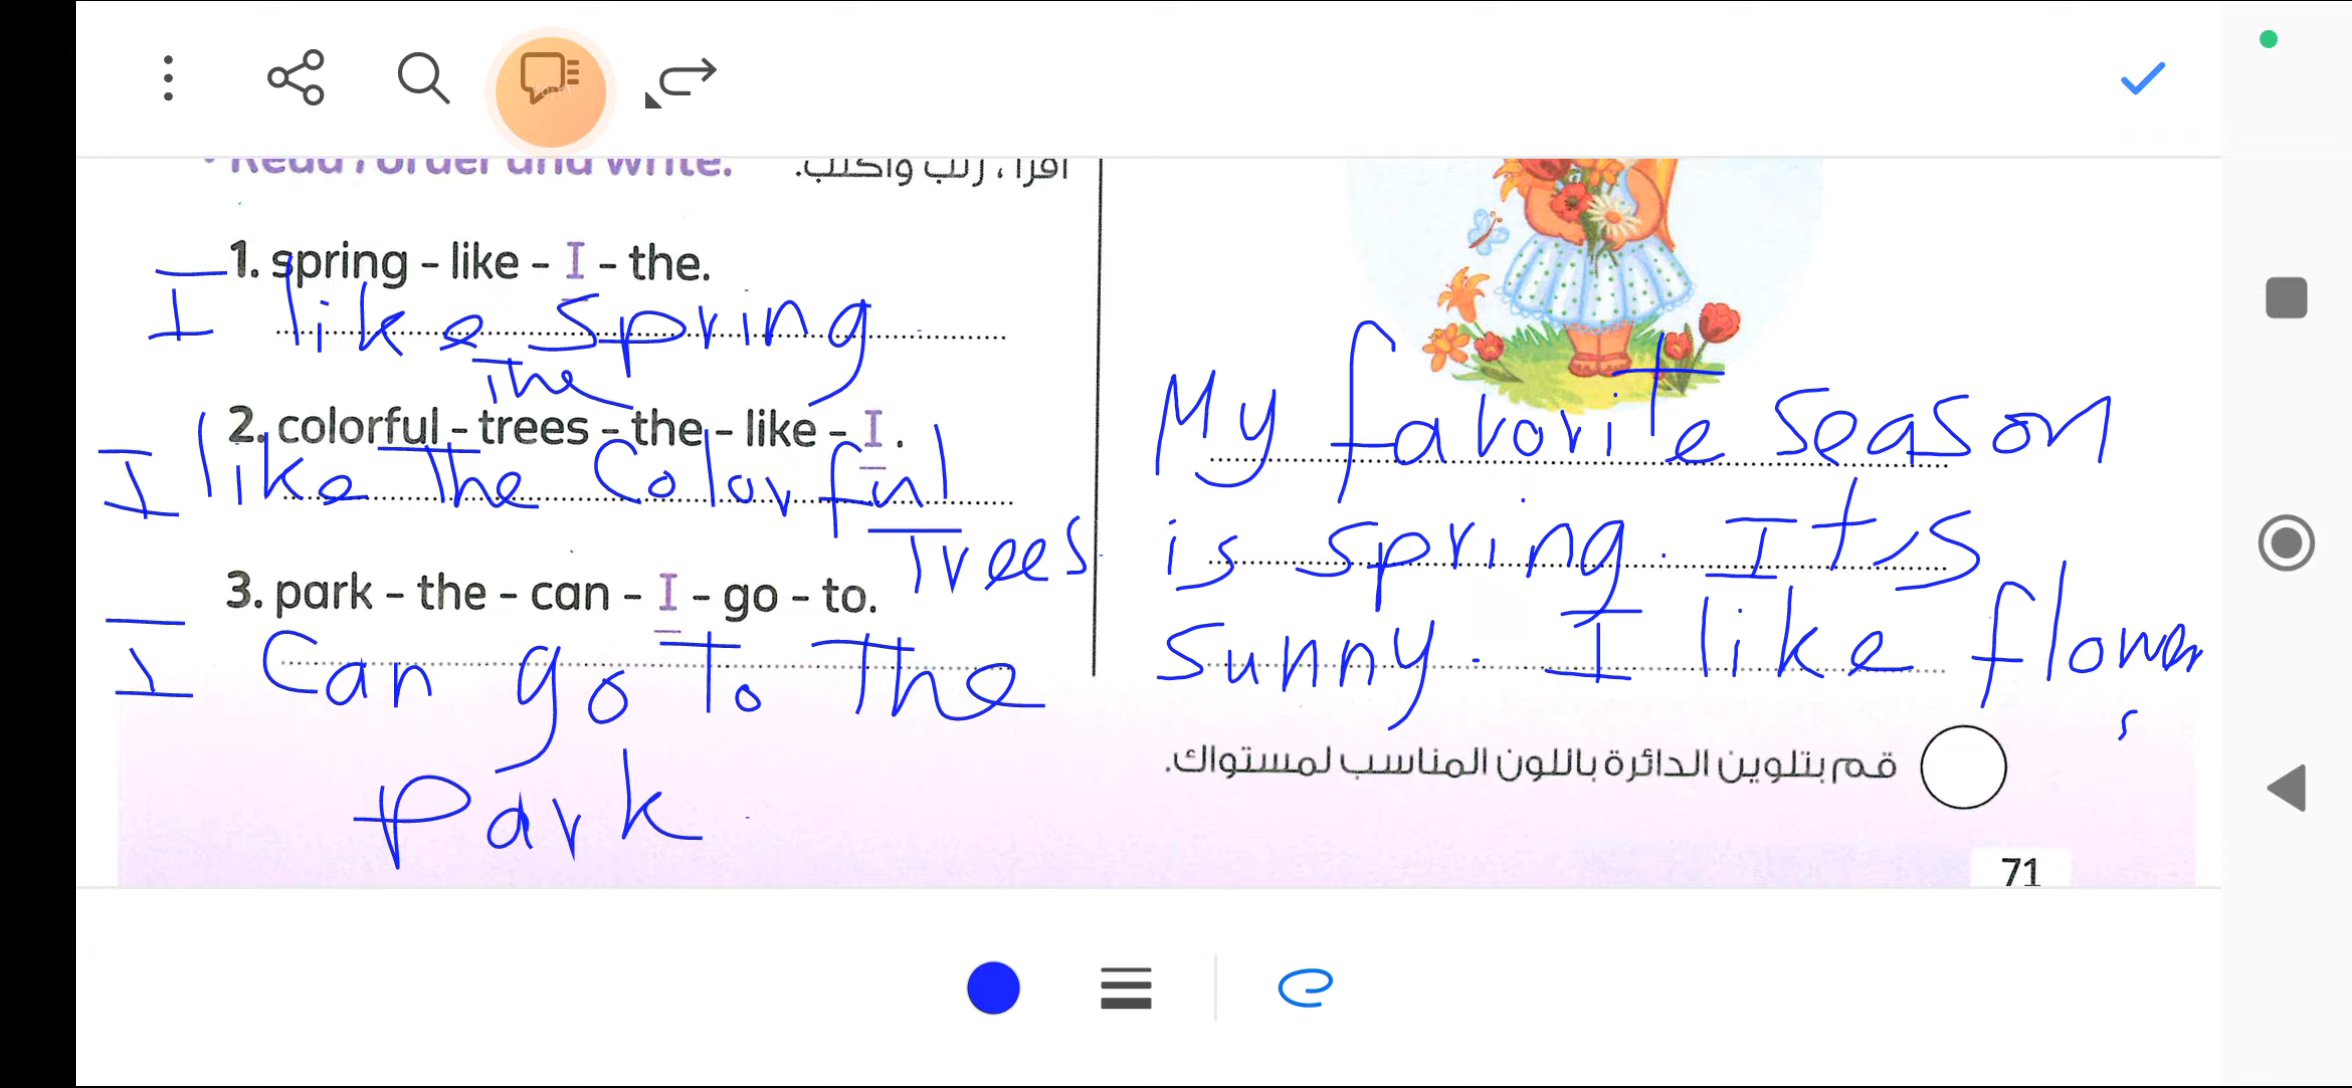 Read, order and write.
اقرأ ، رتب واكتب.
1. spring - like - I - the.
I like spring
the
2. colorful - trees - the - like - I.
I like the colorful
trees
3. park - the - can - I - go - to.
I can go to the
park
My favorite season
is spring. It's
sunny. I like flower
s
قم بتلوين الدائرة باللون المناسب لمستواك.
71